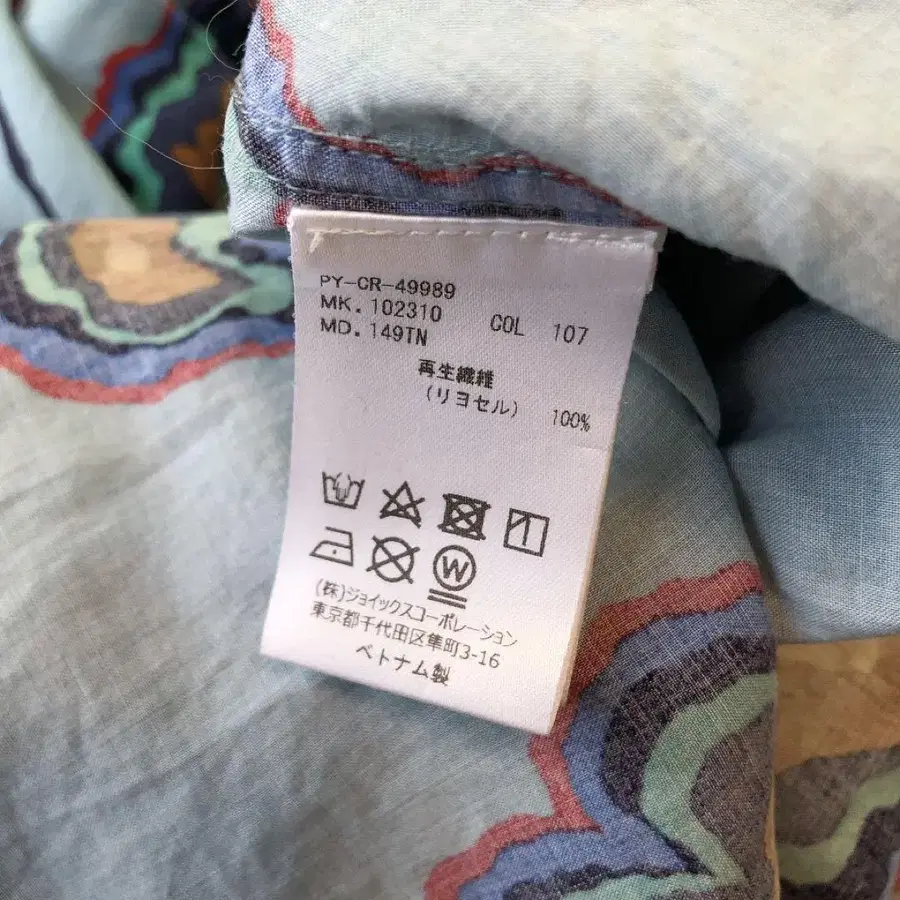 PY-CR-49989
MK. 102310 COL 107
MD. 149TN
再生繊維
(リヨセル) 100%
W
(株)ジョイックスコーポレーション
東京都千代田区隼町3-16
ベトナム製